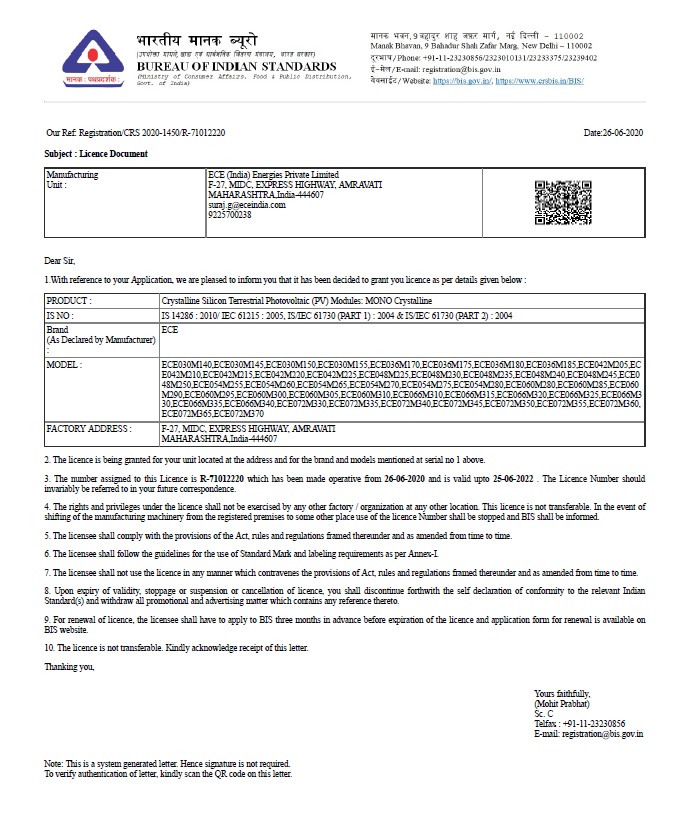 भारतीय मानक ब्यूरो
(उपभोक्ता मामले, खाद्य एवं सार्वजनिक वितरण मंत्रालय, भारत सरकार)
BUREAU OF INDIAN STANDARDS
(Ministry of Consumer Affairs, Food & Public Distribution,
Govt. of India)
मानक: पथप्रदर्शक:
मानक भवन, 9 बहादुर शाह जफ़र मार्ग, नई दिल्ली – 110002
Manak Bhavan, 9 Bahadur Shah Zafar Marg, New Delhi – 110002
दूरभाष/Phone: +91-11-23230856/2323010131/23233375/23239402
ई-मेल/E-mail: registration@bis.gov.in
वेबसाईट/Website: https://bis.gov.in/, https://www.crsbis.in/BIS/
Our Ref: Registration/CRS 2020-1450/R-71012220 Date:26-06-2020
Subject : Licence Document
Manufacturing
Unit :
ECE (India) Energies Private Limited
F-27, MIDC, EXPRESS HIGHWAY, AMRAVATI
MAHARASHTRA,India-444607
suraj.g@eceindia.com
9225700238
Dear Sir,
1.With reference to your Application, we are pleased to inform you that it has been decided to grant you licence as per details given below :
PRODUCT : Crystalline Silicon Terrestrial Photovoltaic (PV) Modules: MONO Crystalline
IS NO : IS 14286 : 2010/ IEC 61215 : 2005, IS/IEC 61730 (PART 1) : 2004 & IS/IEC 61730 (PART 2) : 2004
Brand
(As Declared by Manufacturer)
:
ECE
MODEL :
ECE030M140,ECE030M145,ECE030M150,ECE030M155,ECE036M170,ECE036M175,ECE036M180,ECE036M185,ECE042M205,EC
E042M210,ECE042M215,ECE042M220,ECE042M225,ECE048M225,ECE048M230,ECE048M235,ECE048M240,ECE048M245,ECE0
48M250,ECE054M255,ECE054M260,ECE054M265,ECE054M270,ECE054M275,ECE054M280,ECE060M280,ECE060M285,ECE060
M290,ECE060M295,ECE060M300,ECE060M305,ECE060M310,ECE066M310,ECE066M315,ECE066M320,ECE066M325,ECE066M3
30,ECE066M335,ECE066M340,ECE072M330,ECE072M335,ECE072M340,ECE072M345,ECE072M350,ECE072M355,ECE072M360,
ECE072M365,ECE072M370
FACTORY ADDRESS : F-27, MIDC, EXPRESS HIGHWAY, AMRAVATI
MAHARASHTRA,India-444607
2. The licence is being granted for your unit located at the address and for the brand and models mentioned at serial no 1 above.
3. The number assigned to this Licence is R-71012220 which has been made operative from 26-06-2020 and is valid upto 25-06-2022 . The Licence Number should
invariably be referred to in your future correspondence.
4. The rights and privileges under the licence shall not be exercised by any other factory / organization at any other location. This licence is not transferable. In the event of
shifting of the manufacturing machinery from the registered premises to some other place use of the licence Number shall be stopped and BIS shall be informed.
5. The licensee shall comply with the provisions of the Act, rules and regulations framed thereunder and as amended from time to time.
6. The licensee shall follow the guidelines for the use of Standard Mark and labeling requirements as per Annex-I.
7. The licensee shall not use the licence in any manner which contravenes the provisions of Act, rules and regulations framed thereunder and as amended from time to time.
8. Upon expiry of validity, stoppage or suspension or cancellation of licence, you shall discontinue forthwith the self declaration of conformity to the relevant Indian
Standard(s) and withdraw all promotional and advertising matter which contains any reference thereto.
9. For renewal of licence, the licensee shall have to apply to BIS three months in advance before expiration of the licence and application form for renewal is available on
BIS website.
10. The licence is not transferable. Kindly acknowledge receipt of this letter.
Thanking you,
Yours faithfully,
(Mohit Prabhat)
Sc. C
Telfax : +91-11-23230856
E-mail: registration@bis.gov.in
Note: This is a system generated letter. Hence signature is not required.
To verify authentication of letter, kindly scan the QR code on this letter.